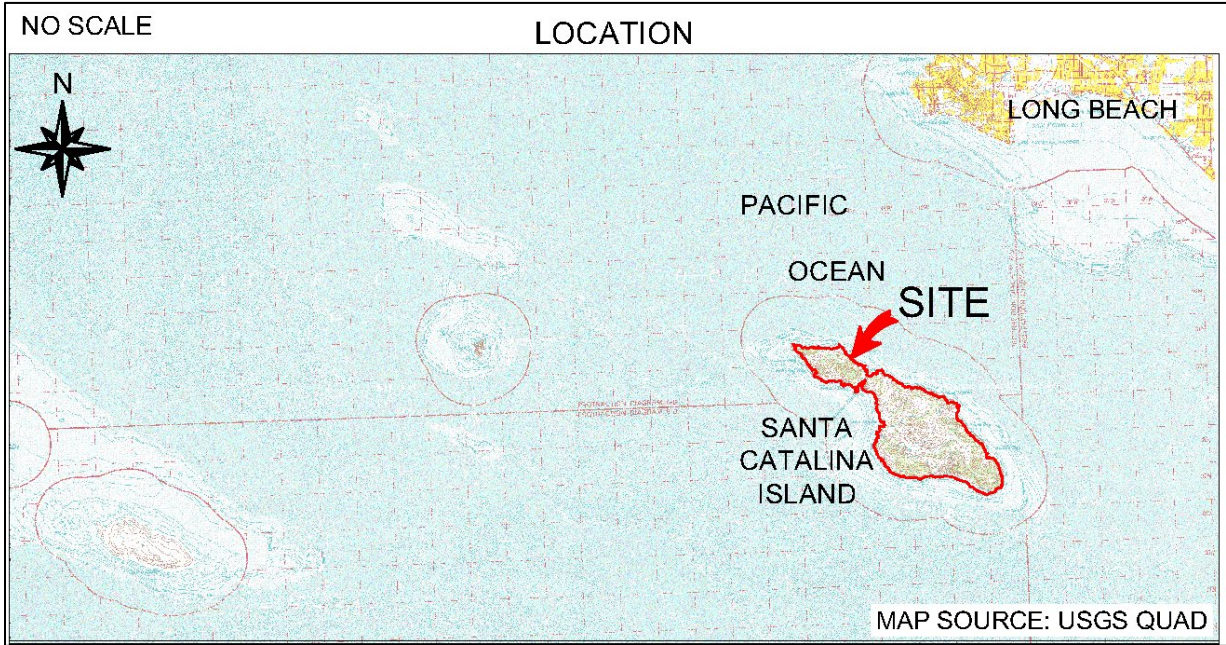 NO SCALE
LOCATION
N
LONG BEACH
PACIFIC
OCEAN
SITE
SANTA
CATALINA
ISLAND
MAP SOURCE: USGS QUAD